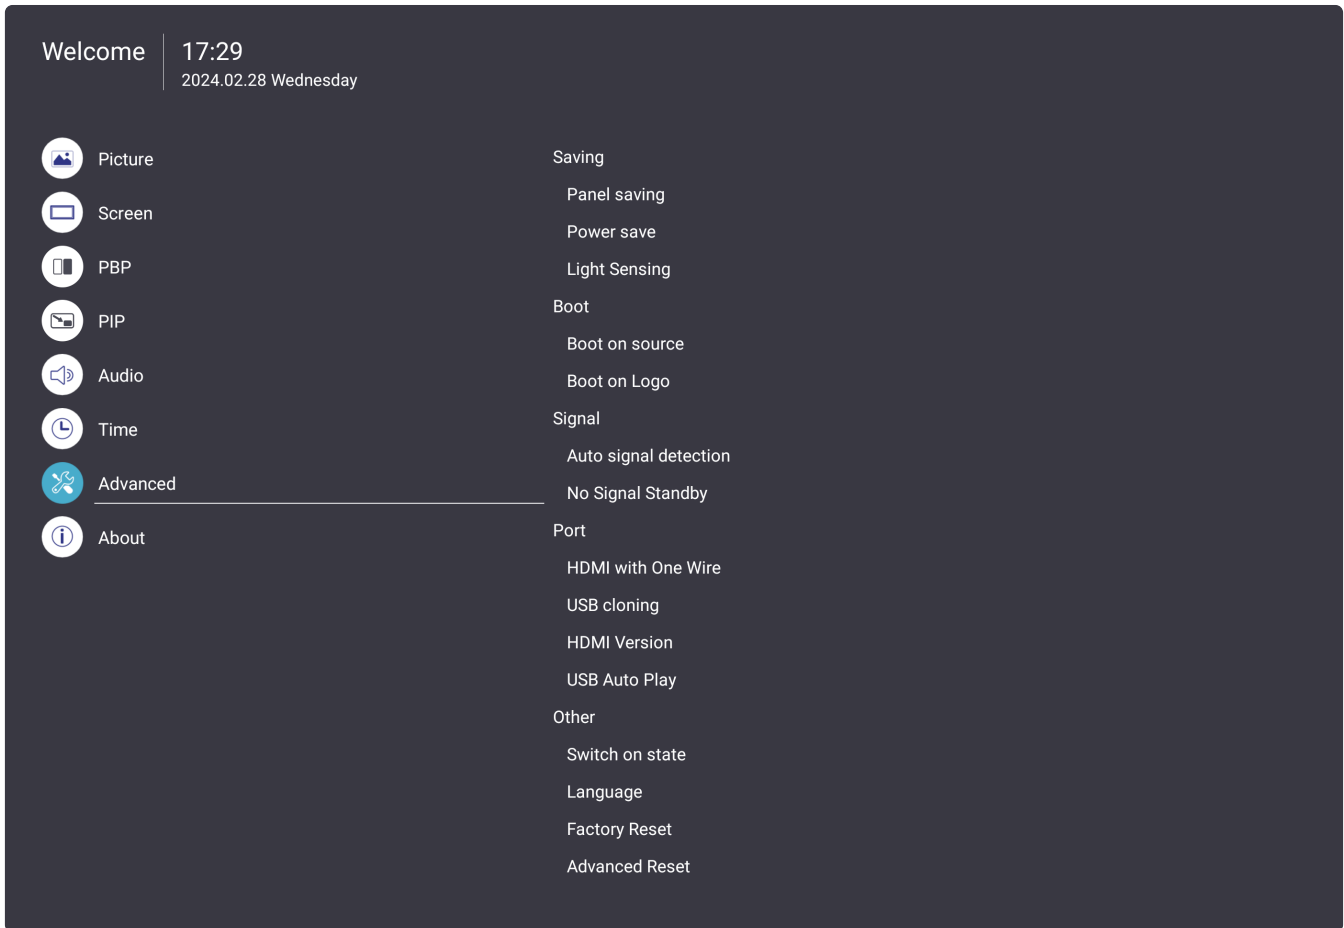 Welcome
17:29
2024.02.28 Wednesday
Picture
Screen
PBP
PIP
Audio
Time
Advanced
About
Saving
Panel saving
Power save
Light Sensing
Boot
Boot on source
Boot on Logo
Signal
Auto signal detection
No Signal Standby
Port
HDMI with One Wire
USB cloning
HDMI Version
USB Auto Play
Other
Switch on state
Language
Factory Reset
Advanced Reset